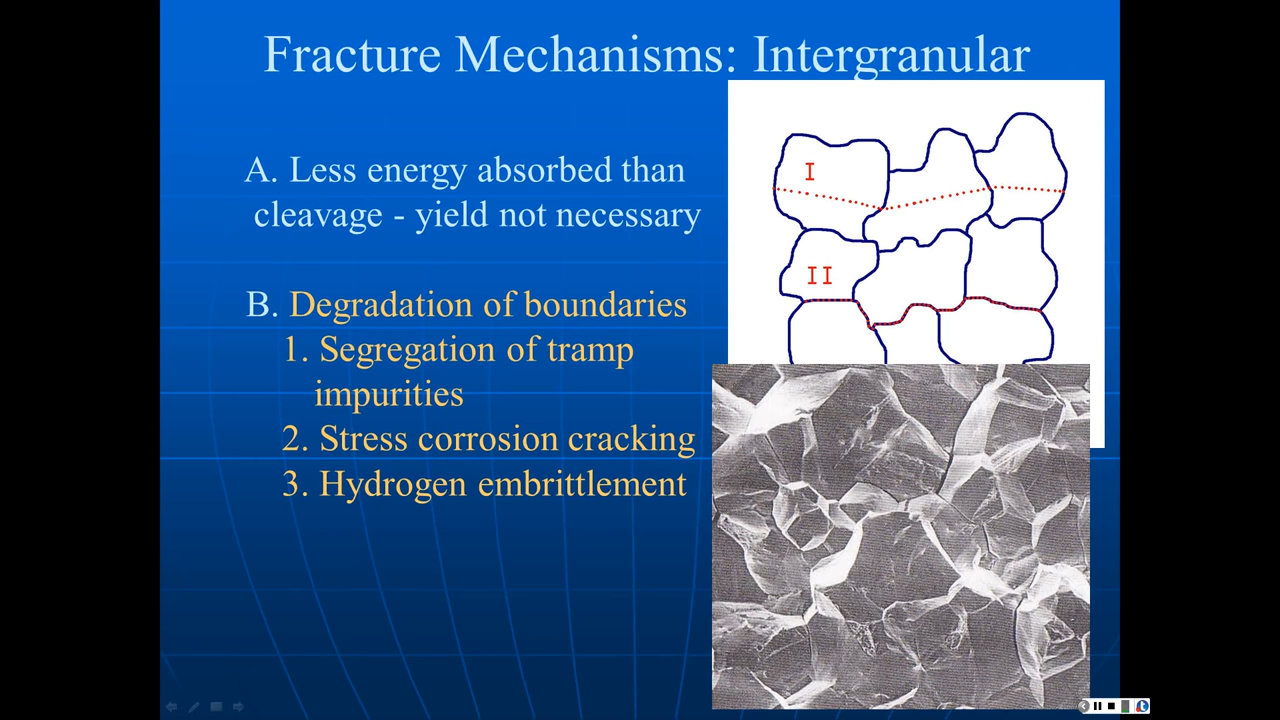 Fracture Mechanisms: Intergranular
A. Less energy absorbed than
cleavage - yield not necessary
B. Degradation of boundaries
1. Segregation of tramp
impurities
2. Stress corrosion cracking
3. Hydrogen embrittlement
I
II